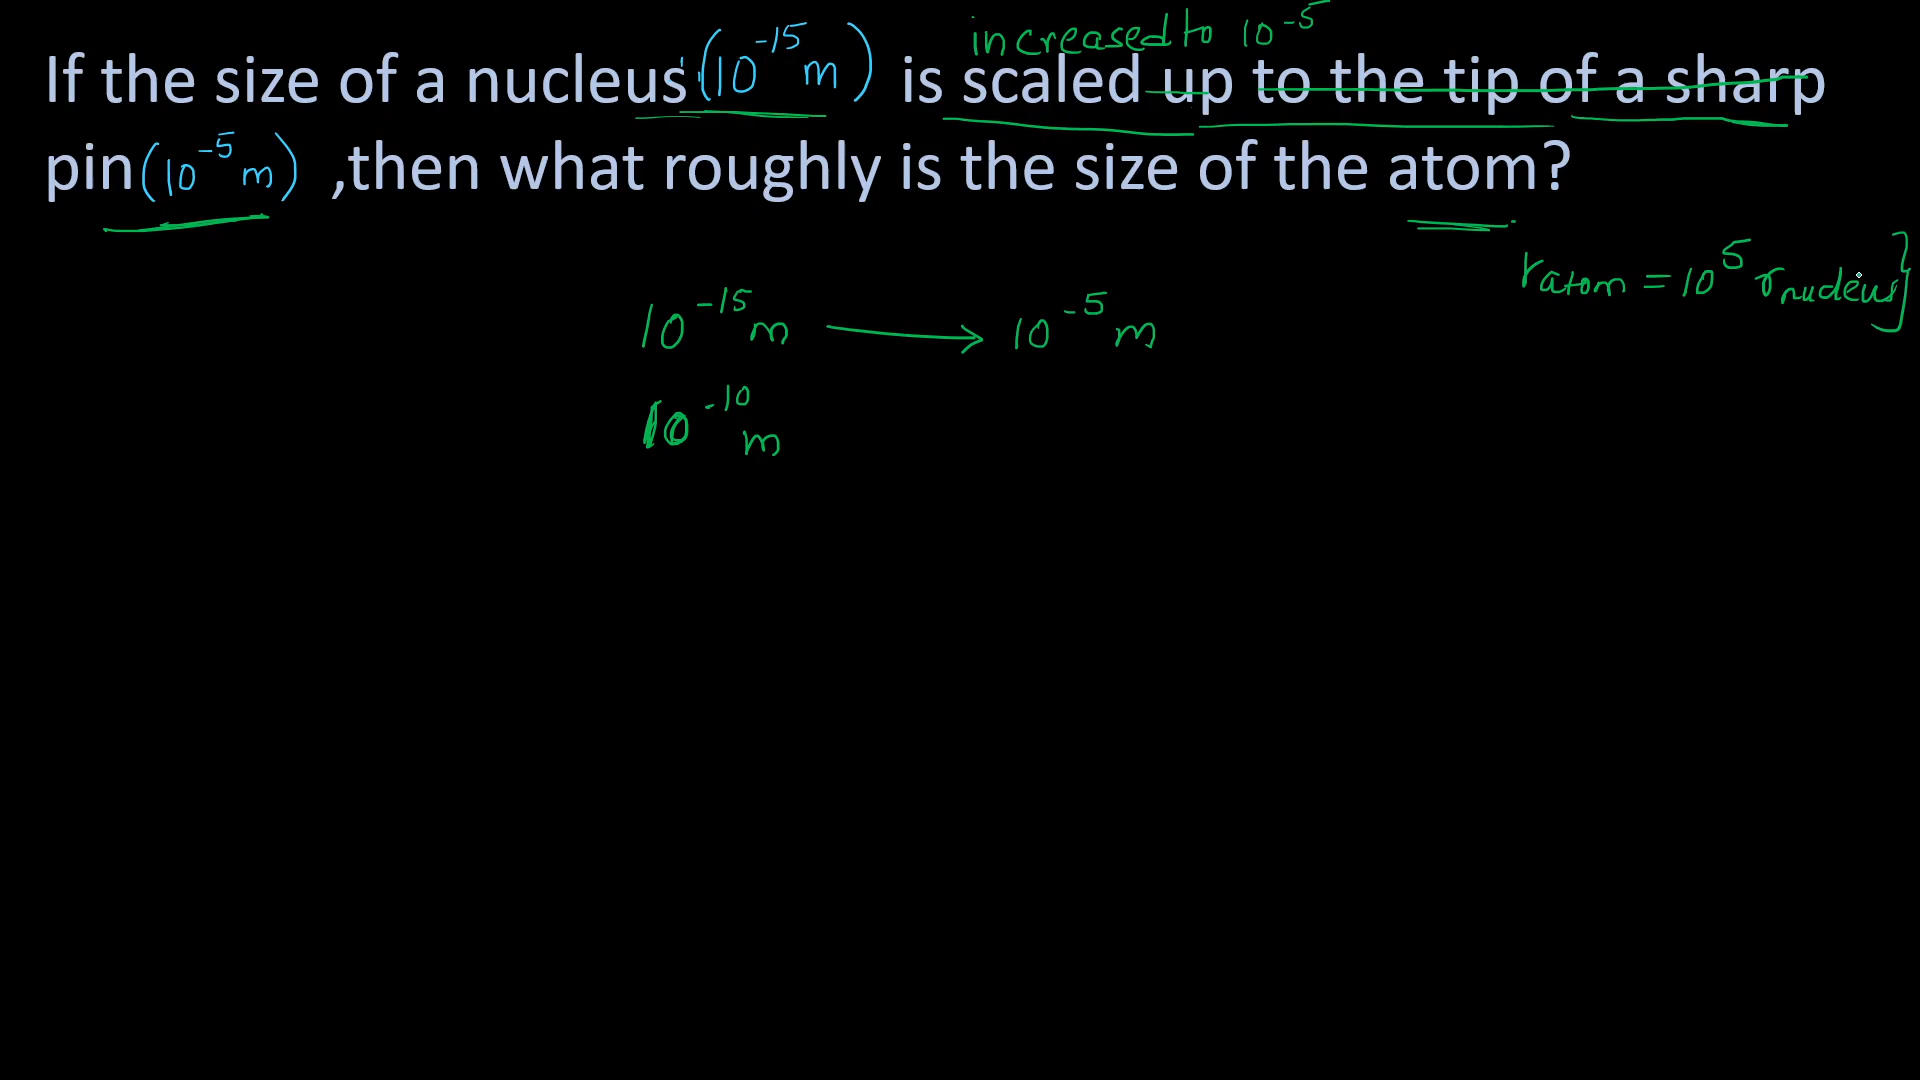 increased to 10⁻⁵
If the size of a nucleus (10⁻¹⁵ m) is scaled up to the tip of a sharp
pin (10⁻⁵ m) ,then what roughly is the size of the atom?
r atom = 10⁵ r nucleus]
10⁻¹⁵ m → 10⁻⁵ m
10⁻¹⁰ m